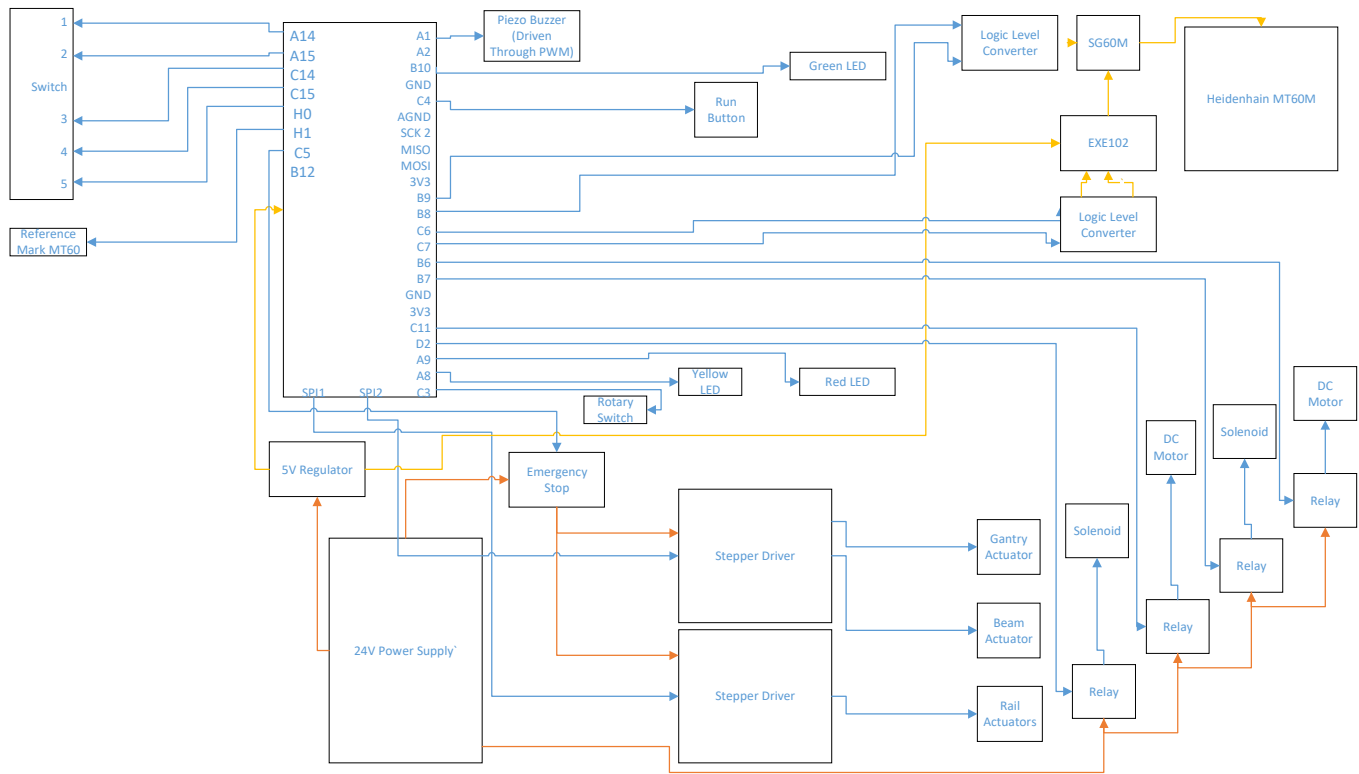 1
2
Switch
3
4
5
Reference
Mark MT60
A14
A15
C14
C15
H0
H1
C5
B12
A1
A2
B10
GND
C4
AGND
SCK 2
MISO
MOSI
3V3
B9
B8
C6
C7
B6
B7
GND
3V3
C11
D2
A9
A8
C3
SPI1
SPI2
Piezo Buzzer
(Driven
Through PWM)
Green LED
Run
Button
Logic Level
Converter
SG60M
Heidenhain MT60M
EXE102
Logic Level
Converter
Yellow
LED
Red LED
Rotary
Switch
5V Regulator
Emergency
Stop
24V Power Supply`
Stepper Driver
Stepper Driver
Gantry
Actuator
Beam
Actuator
Rail
Actuators
Solenoid
Relay
DC
Motor
Relay
Solenoid
Relay
DC
Motor
Relay